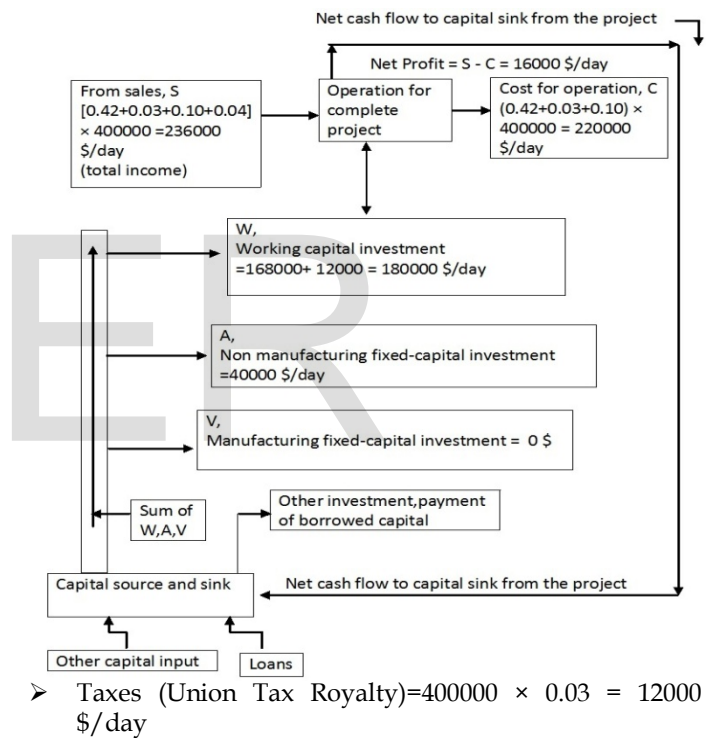 Net cash flow to capital sink from the project
Net Profit = S - C = 16000 $/day
From sales, S
[0.42+0.03+0.10+0.04]
× 400000 =236000
$/day
(total income)
Operation for
complete
project
Cost for operation, C
(0.42+0.03+0.10) ×
400000 = 220000
$/day
W,
Working capital investment
=168000+ 12000 = 180000 $/day
A,
Non manufacturing fixed-capital investment
=40000 $/day
V,
Manufacturing fixed-capital investment = 0 $
Sum of
W,A,V
Other investment,payment
of borrowed capital
Capital source and sink
Net cash flow to capital sink from the project
Other capital input
Loans
➢ Taxes (Union Tax Royalty)=400000 × 0.03 = 12000
$/day
ER